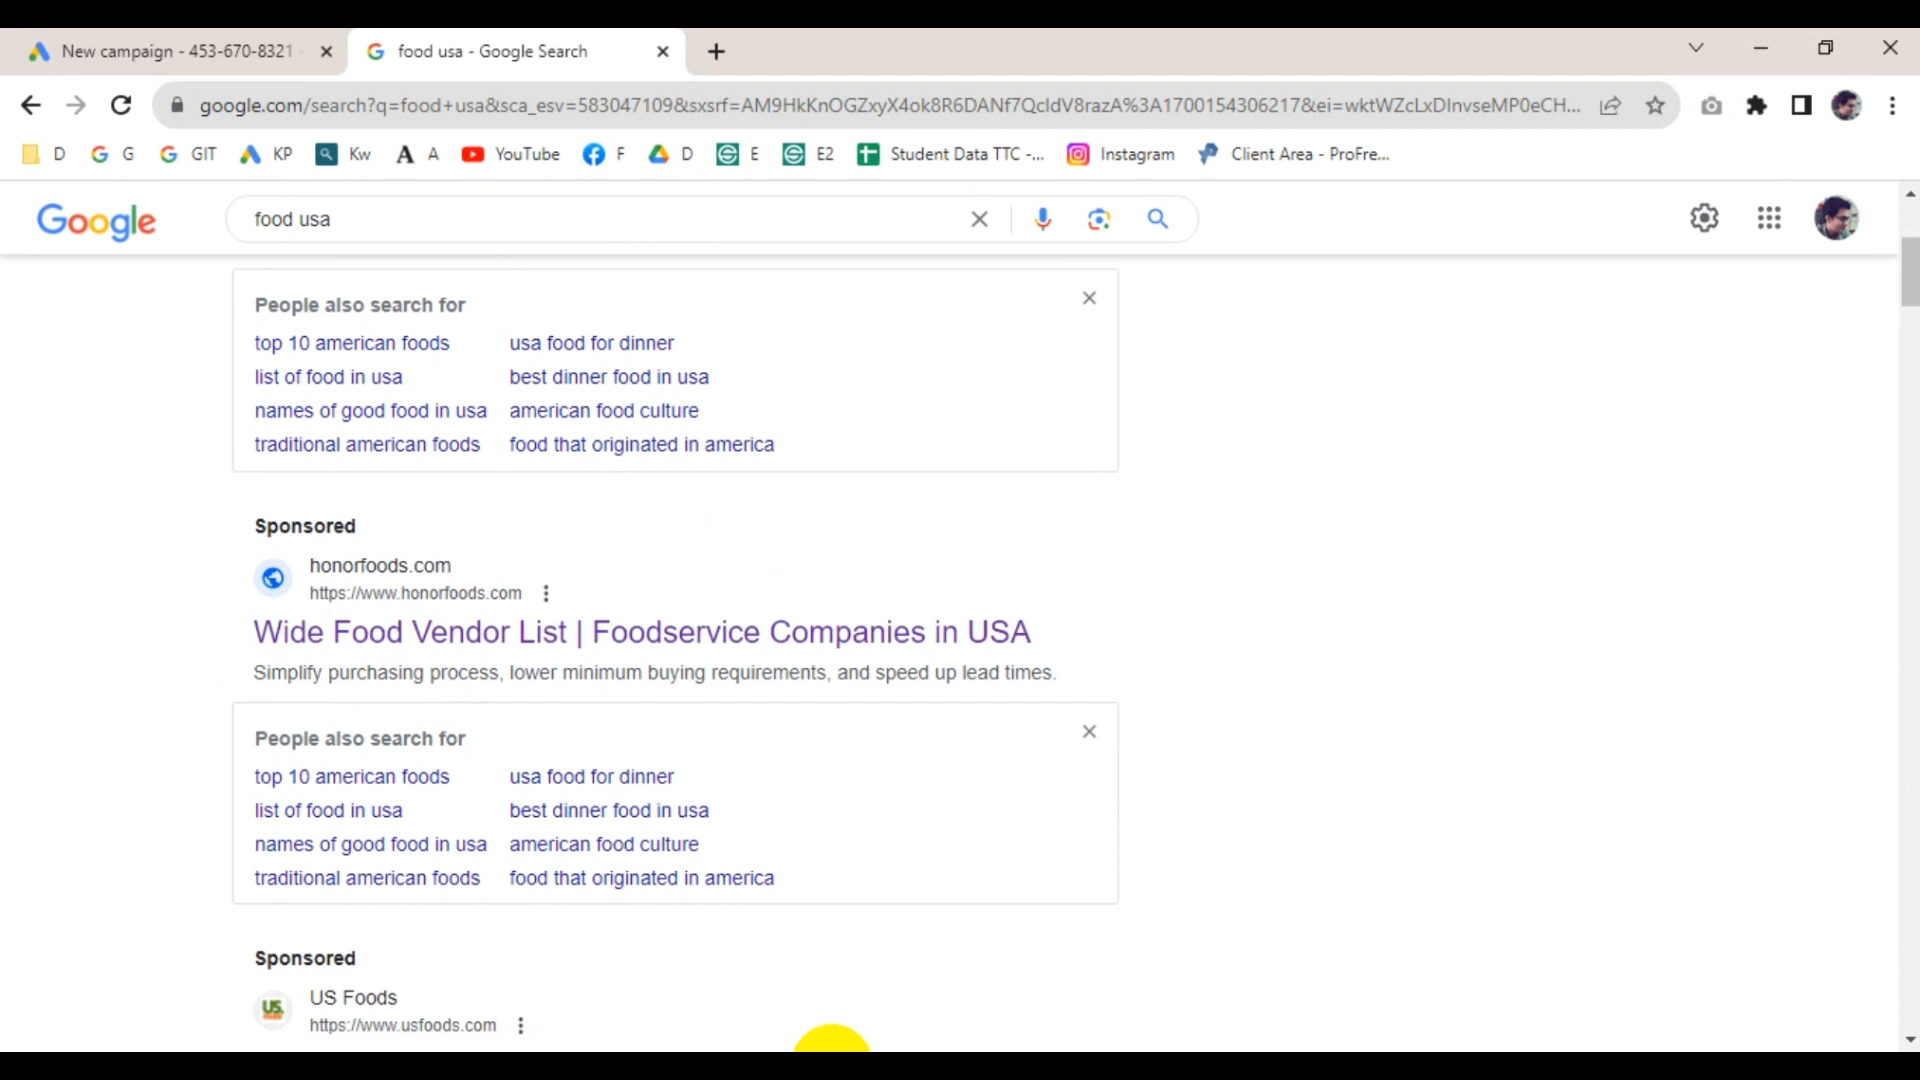 New campaign - 453-670-8321
food usa - Google Search
google.com/search?q=food+usa&sca_esv=583047109&sxsrf=AM9HkKnOGZxyX4ok8R6DANf7QcIdV8razA%3A1700154306217&ei=wktWZcLxDInvseMP0eCH...
D G GIT KP Kw A YouTube F D E E2 Student Data TTC -... Instagram Client Area - ProFre...
Google food usa
People also search for
top 10 american foods usa food for dinner
list of food in usa best dinner food in usa
names of good food in usa american food culture
traditional american foods food that originated in america
Sponsored
honorfoods.com
https://www.honorfoods.com
Wide Food Vendor List | Foodservice Companies in USA
Simplify purchasing process, lower minimum buying requirements, and speed up lead times.
People also search for
top 10 american foods usa food for dinner
list of food in usa best dinner food in usa
names of good food in usa american food culture
traditional american foods food that originated in america
Sponsored
US Foods
https://www.usfoods.com